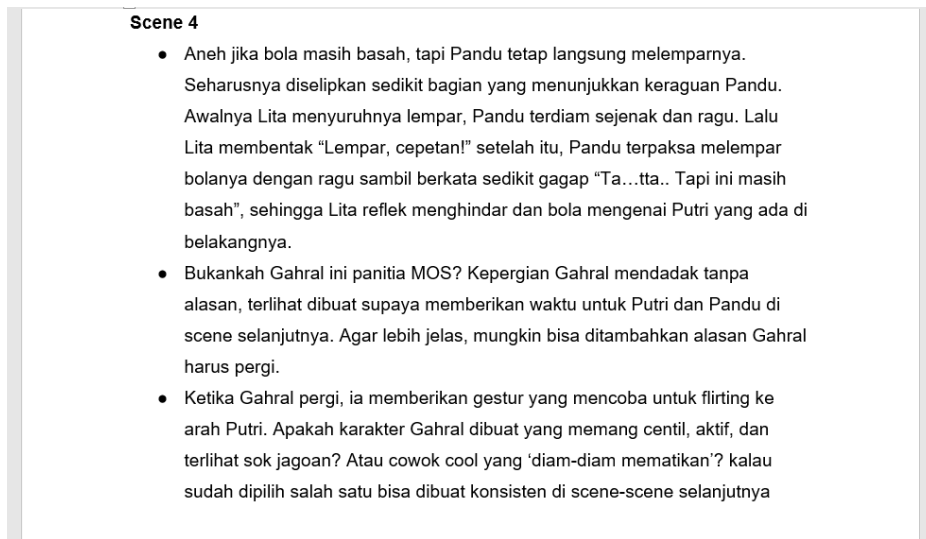 Scene 4
● Aneh jika bola masih basah, tapi Pandu tetap langsung melemparnya.
Seharusnya diselipkan sedikit bagian yang menunjukkan keraguan Pandu.
Awalnya Lita menyuruhnya lempar, Pandu terdiam sejenak dan ragu. Lalu
Lita membentak “Lempar, cepetan!” setelah itu, Pandu terpaksa melempar
bolanya dengan ragu sambil berkata sedikit gagap “Ta…tta.. Tapi ini masih
basah”, sehingga Lita reflek menghindar dan bola mengenai Putri yang ada di
belakangnya.
● Bukankah Gahral ini panitia MOS? Kepergian Gahral mendadak tanpa
alasan, terlihat dibuat supaya memberikan waktu untuk Putri dan Pandu di
scene selanjutnya. Agar lebih jelas, mungkin bisa ditambahkan alasan Gahral
harus pergi.
● Ketika Gahral pergi, ia memberikan gestur yang mencoba untuk flirting ke
arah Putri. Apakah karakter Gahral dibuat yang memang centil, aktif, dan
terlihat sok jagoan? Atau cowok cool yang ‘diam-diam mematikan’? kalau
sudah dipilih salah satu bisa dibuat konsisten di scene-scene selanjutnya